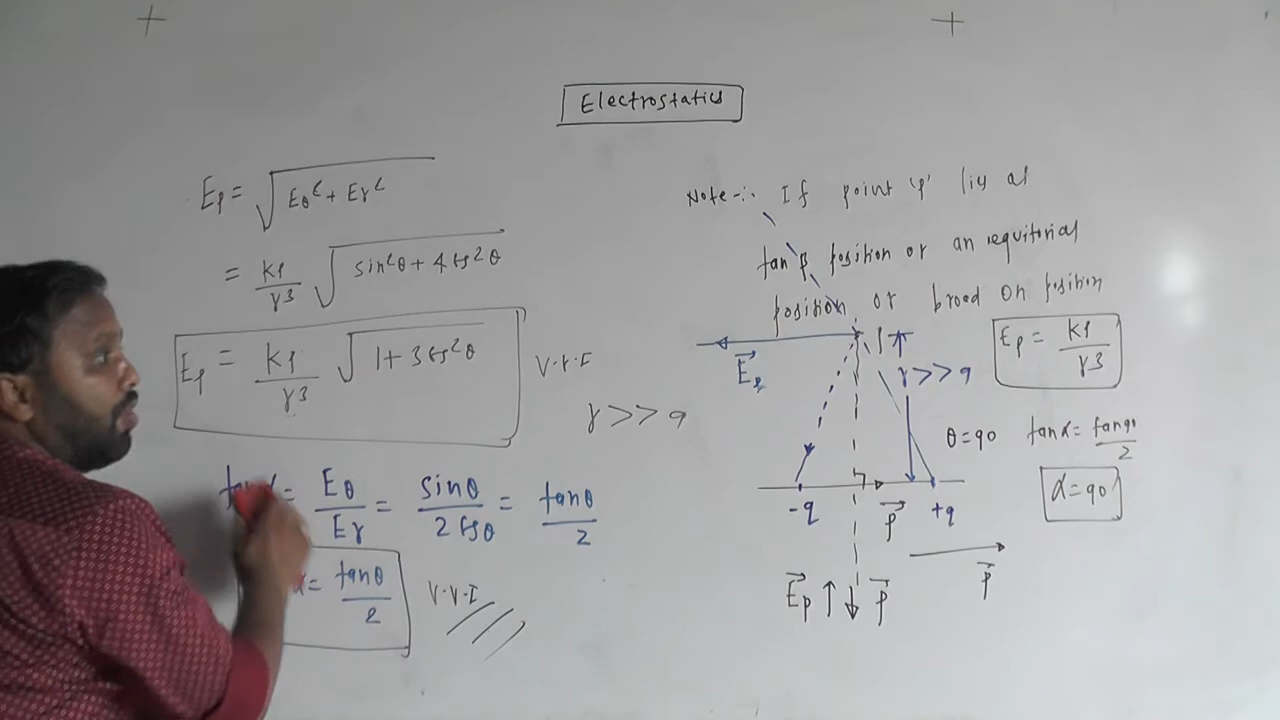 Electrostatics
Ep = √Eθ² + Er²
= kp/r³ √sin²θ + 4cos²θ
Ep = kp/r³ √1 + 3cos²θ
V.V.I
r >> a
= Eθ/Er = sinθ/2cosθ = tanθ/2
= tanθ/2
V.V.I
Note-:. If point 'p' lis at
tan β position or an equitorial
position or broad on position
Ep = kp/r³
P
r >> a
Ep
θ = 90
tanα = tan90/2
α = 90
-q
p
+q
p
Ep ↑ ↓ p